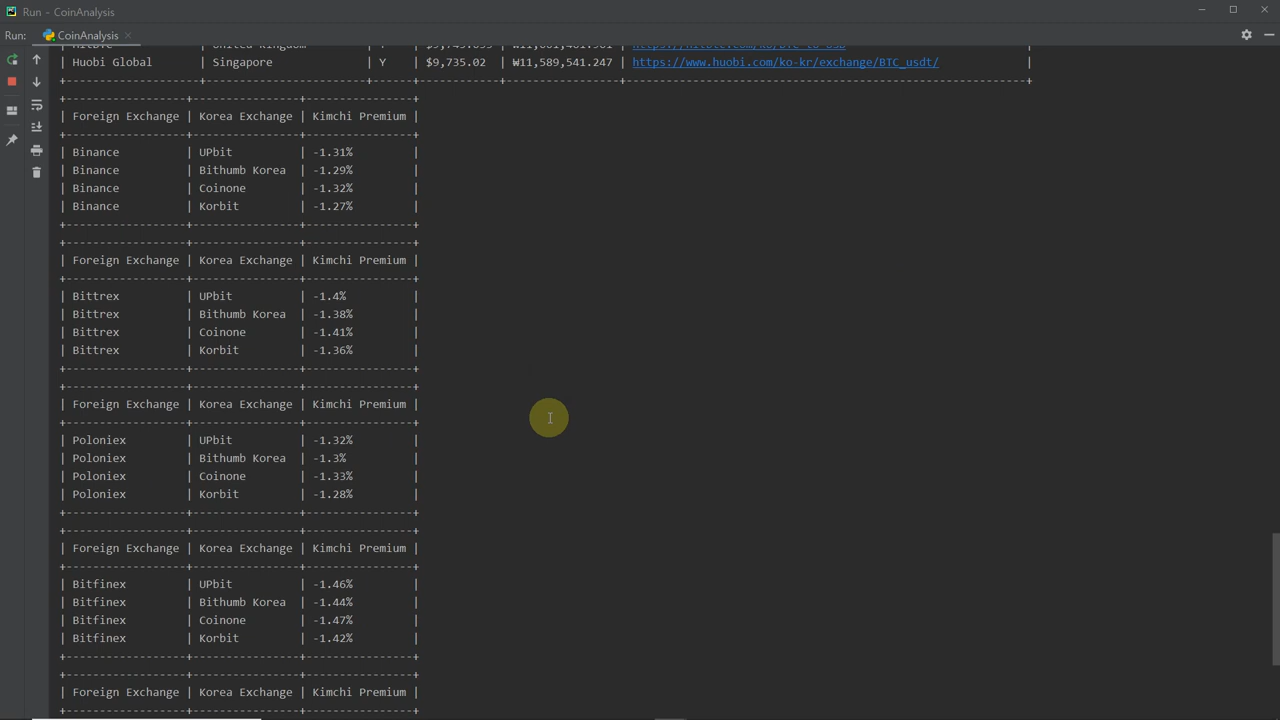 Run - CoinAnalysis
Run: CoinAnalysis
| HitBTC | United Kingdom | Y |
| Huobi Global | Singapore | Y | $9,735.02 | ₩11,589,541.247 | https://www.huobi.com/ko-kr/exchange/BTC_usdt/ |
| Foreign Exchange | Korea Exchange | Kimchi Premium |
| Binance | UPbit | -1.31% |
| Binance | Bithumb Korea | -1.29% |
| Binance | Coinone | -1.32% |
| Binance | Korbit | -1.27% |
| Foreign Exchange | Korea Exchange | Kimchi Premium |
| Bittrex | UPbit | -1.4% |
| Bittrex | Bithumb Korea | -1.38% |
| Bittrex | Coinone | -1.41% |
| Bittrex | Korbit | -1.36% |
| Foreign Exchange | Korea Exchange | Kimchi Premium |
| Poloniex | UPbit | -1.32% |
| Poloniex | Bithumb Korea | -1.3% |
| Poloniex | Coinone | -1.33% |
| Poloniex | Korbit | -1.28% |
| Foreign Exchange | Korea Exchange | Kimchi Premium |
| Bitfinex | UPbit | -1.46% |
| Bitfinex | Bithumb Korea | -1.44% |
| Bitfinex | Coinone | -1.47% |
| Bitfinex | Korbit | -1.42% |
| Foreign Exchange | Korea Exchange | Kimchi Premium |